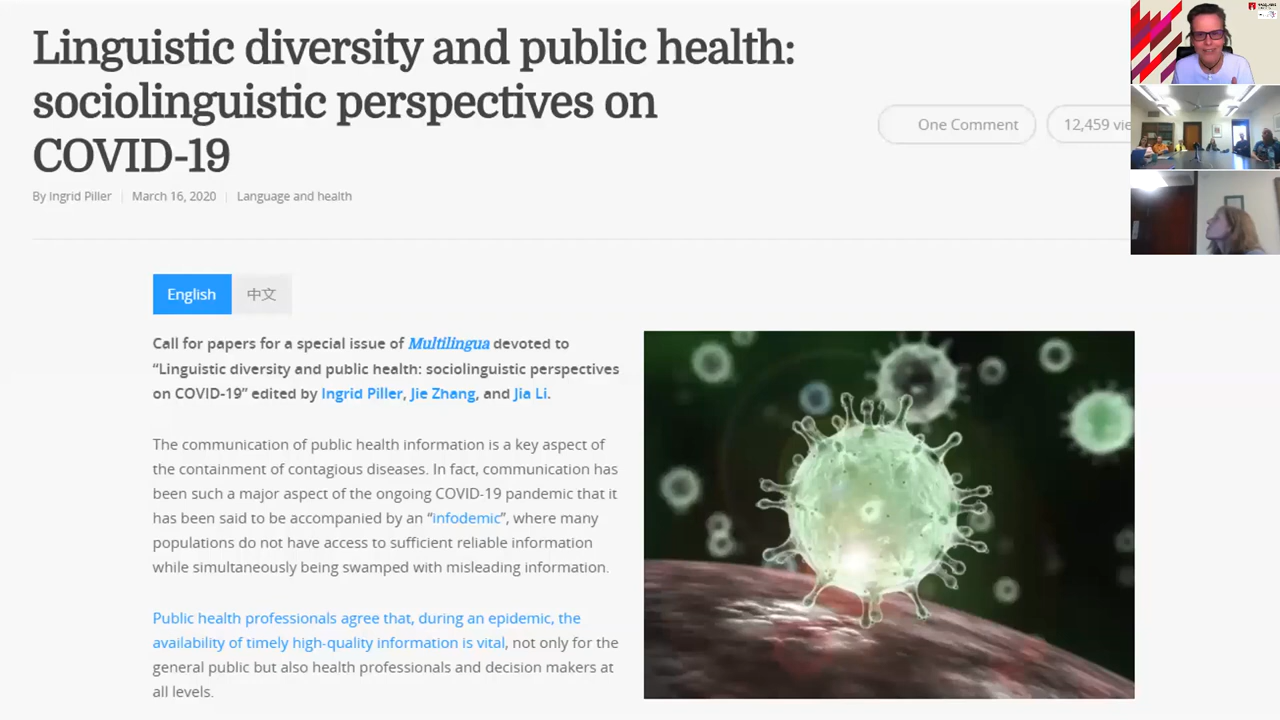 Linguistic diversity and public health:
sociolinguistic perspectives on
COVID-19
One Comment
12,459 vie
By Ingrid Piller
March 16, 2020
Language and health
English
中文
Call for papers for a special issue of Multilingua devoted to
“Linguistic diversity and public health: sociolinguistic perspectives
on COVID-19” edited by Ingrid Piller, Jie Zhang, and Jia Li.
The communication of public health information is a key aspect of
the containment of contagious diseases. In fact, communication has
been such a major aspect of the ongoing COVID-19 pandemic that it
has been said to be accompanied by an “infodemic”, where many
populations do not have access to sufficient reliable information
while simultaneously being swamped with misleading information.
Public health professionals agree that, during an epidemic, the
availability of timely high-quality information is vital, not only for the
general public but also health professionals and decision makers at
all levels.